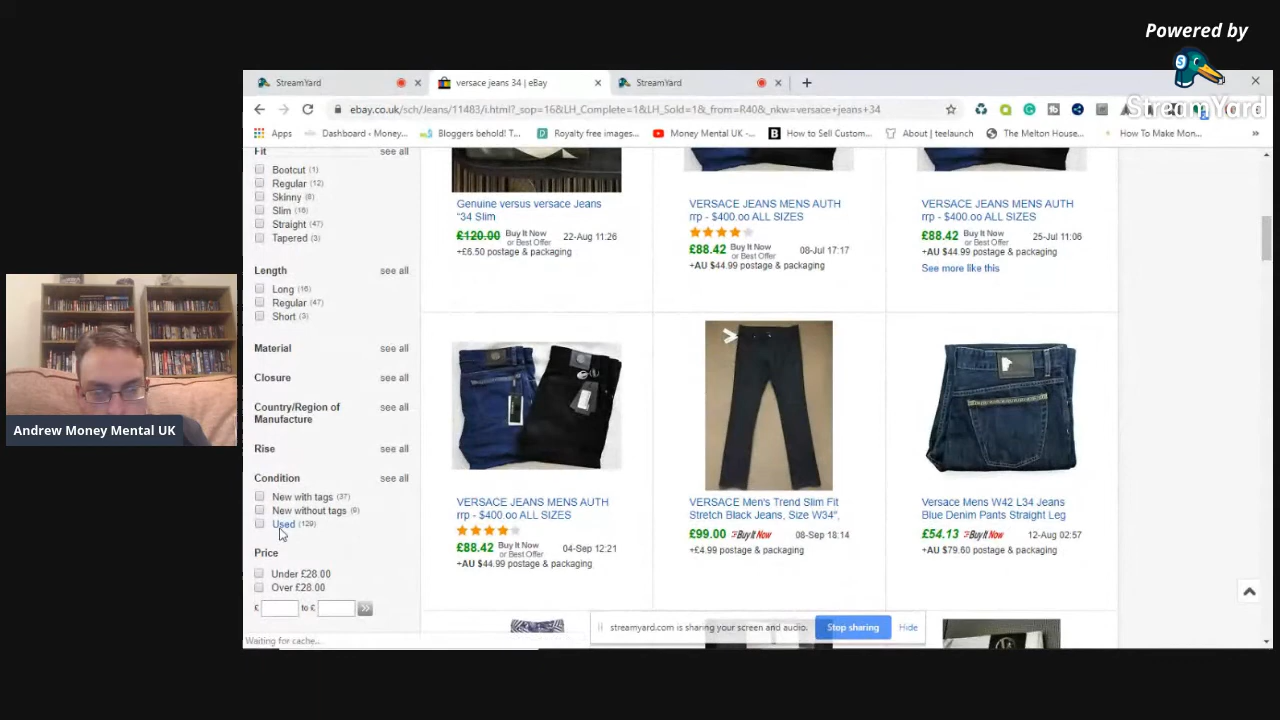 Powered by
StreamYard
StreamYard
versace jeans 34 | eBay
StreamYard
ebay.co.uk/sch/Jeans/11483/i.html?_sop=16&LH_Complete=1&LH_Sold=1&_from=R40&_nkw=versace+jeans+34
Apps
Dashboard ‹ Money...
Bloggers behold! T...
Royalty free images...
Money Mental UK -...
How to Sell Custom...
About | teelaunch
The Melton House...
How To Make Mon...
Fit
see all
Bootcut (1)
Regular (12)
Skinny (8)
Slim (16)
Straight (47)
Tapered (3)
Length
see all
Long (16)
Regular (47)
Short (3)
Material
see all
Closure
see all
Country/Region of
Manufacture
see all
Rise
see all
Condition
see all
New with tags (37)
New without tags (9)
Used (129)
Price
Under £28.00
Over £28.00
£
to £
Waiting for cache...
Genuine versus versace Jeans
"34 Slim
£120.00 Buy It Now
or Best Offer
22-Aug 11:26
+£6.50 postage & packaging
VERSACE JEANS MENS AUTH
rrp - $400.oo ALL SIZES
£88.42 Buy It Now
or Best Offer
08-Jul 17:17
+AU $44.99 postage & packaging
VERSACE JEANS MENS AUTH
rrp - $400.oo ALL SIZES
£88.42 Buy It Now
or Best Offer
25-Jul 11:06
+AU $44.99 postage & packaging
See more like this
VERSACE JEANS MENS AUTH
rrp - $400 oo ALL SIZES
£88.42 Buy It Now
or Best Offer
04-Sep 12:21
+AU $44.99 postage & packaging
VERSACE Men's Trend Slim Fit
Stretch Black Jeans, Size W34",
£99.00 Buy It Now
08-Sep 18:14
+£4.99 postage & packaging
Versace Mens W42 L34 Jeans
Blue Denim Pants Straight Leg
£54.13 Buy It Now
12-Aug 02:57
+AU $79.60 postage & packaging
streamyard.com is sharing your screen and audio.
Stop sharing
Hide
Andrew Money Mental UK